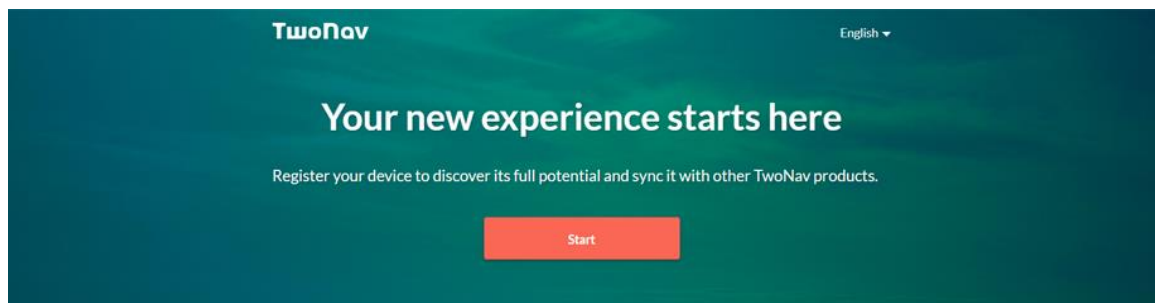 TwoNav
English
Your new experience starts here
Register your device to discover its full potential and sync it with other TwoNav products.
Start